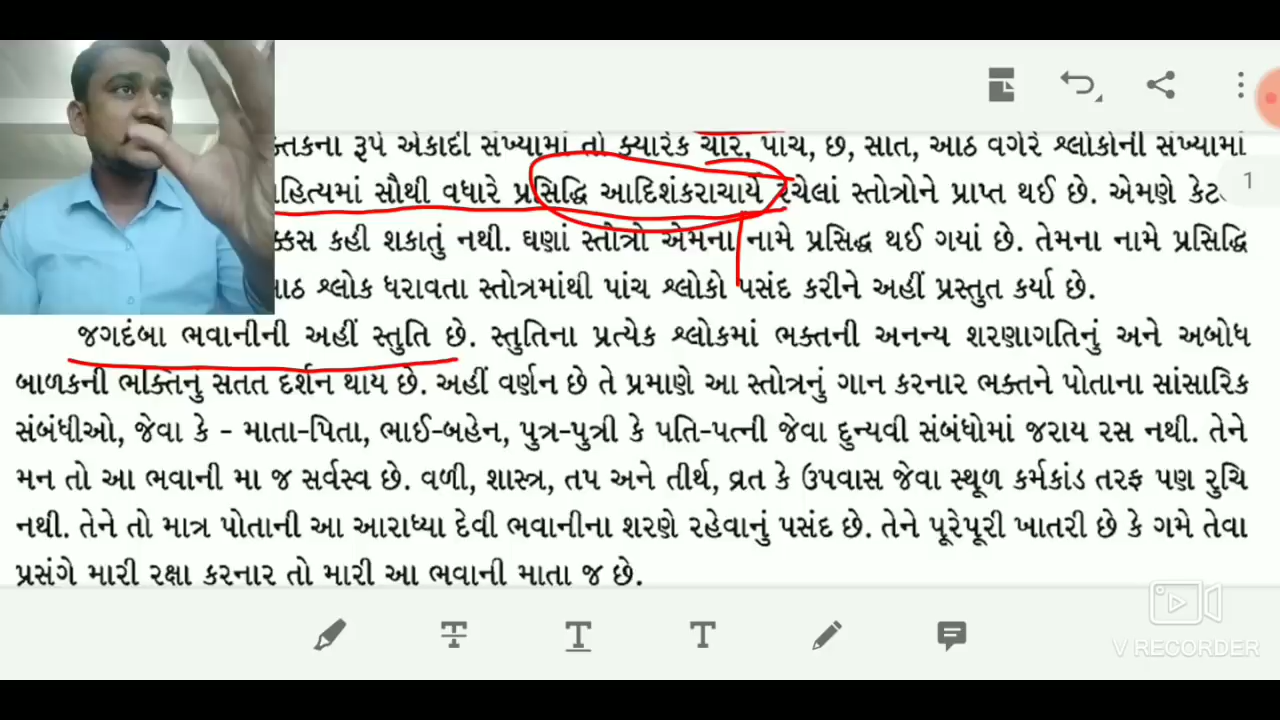 ક્તકના રૂપે એકાદી સંખ્યામાં તો ક્યારેક ચાર, પાંચ, છ, સાત, આઠ વગેરે શ્લોકોની સંખ્યામાં
હિત્યમાં સૌથી વધારે પ્રસિદ્ધિ આદિશંકરાચાર્યે રચેલાં સ્તોત્રોને પ્રાપ્ત થઈ છે. એમણે
1
ક્કસ કહી શકાતું નથી. ઘણાં સ્તોત્રો એમના નામે પ્રસિદ્ધ થઈ ગયાં છે. તેમના નામે પ્રસિદ્ધિ
આઠ શ્લોક ધરાવતા સ્તોત્રમાંથી પાંચ શ્લોકો પસંદ કરીને અહીં પ્રસ્તુત કર્યા છે.
જગદંબા ભવાનીની અહીં સ્તુતિ છે. સ્તુતિના પ્રત્યેક શ્લોકમાં ભક્તની અનન્ય શરણાગતિનું અને અબોધ
બાળકની ભક્તિનું સતત દર્શન થાય છે. અહીં વર્ણન છે તે પ્રમાણે આ સ્તોત્રનું ગાન કરનાર ભક્તને પોતાના સાંસારિક
સંબંધીઓ, જેવા કે - માતા-પિતા, ભાઈ-બહેન, પુત્ર-પુત્રી કે પતિ-પત્ની જેવા દુન્યવી સંબંધોમાં જરાય રસ નથી. તેને
મન તો આ ભવાની મા જ સર્વસ્વ છે. વળી, શાસ્ત્ર, તપ અને તીર્થ, વ્રત કે ઉપવાસ જેવા સ્થૂળ કર્મકાંડ તરફ પણ રુચિ
નથી. તેને તો માત્ર પોતાની આ આરાધ્યા દેવી ભવાનીના શરણે રહેવાનું પસંદ છે. તેને પૂરેપૂરી ખાતરી છે કે ગમે તેવા
પ્રસંગે મારી રક્ષા કરનાર તો મારી આ ભવાની માતા જ છે.
V RECORDER